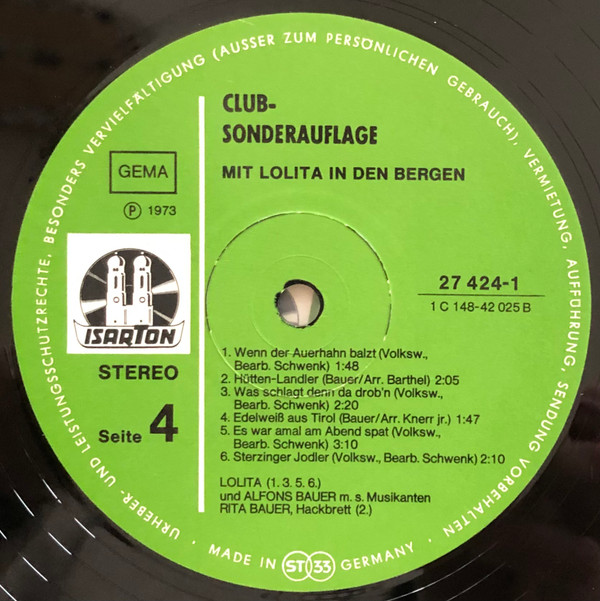 URHEBER- UND LEISTUNGSSCHUTZRECHTE, BESONDERS VERVIELFÄLTIGUNG (AUSSER ZUM PERSÖNLICHEN GEBRAUCH), VERMIETUNG, AUFFÜHRUNG, SENDUNG VORBEHALTEN ·
CLUB-
SONDERAUFLAGE
MIT LOLITA IN DEN BERGEN
GEMA
Ⓟ 1973
ISARTON
STEREO
Seite 4
27 424-1
1 C 148-42 025 B
1. Wenn der Auerhahn balzt (Volksw.,
Bearb. Schwenk) 1:48
2. Hütten-Landler (Bauer/Arr. Barthel) 2:05
3. Was schlagt denn da drob'n (Volksw.,
Bearb. Schwenk) 2:20
4. Edelweiß aus Tirol (Bauer/Arr. Knerr jr.) 1:47
5. Es war amal am Abend spat (Volksw.,
Bearb. Schwenk) 3:10
6. Sterzinger Jodler (Volksw., Bearb. Schwenk) 2:10
LOLITA (1. 3. 5. 6.)
und ALFONS BAUER m. s. Musikanten
RITA BAUER, Hackbrett (2.)
· MADE IN ST 33 GERMANY ·